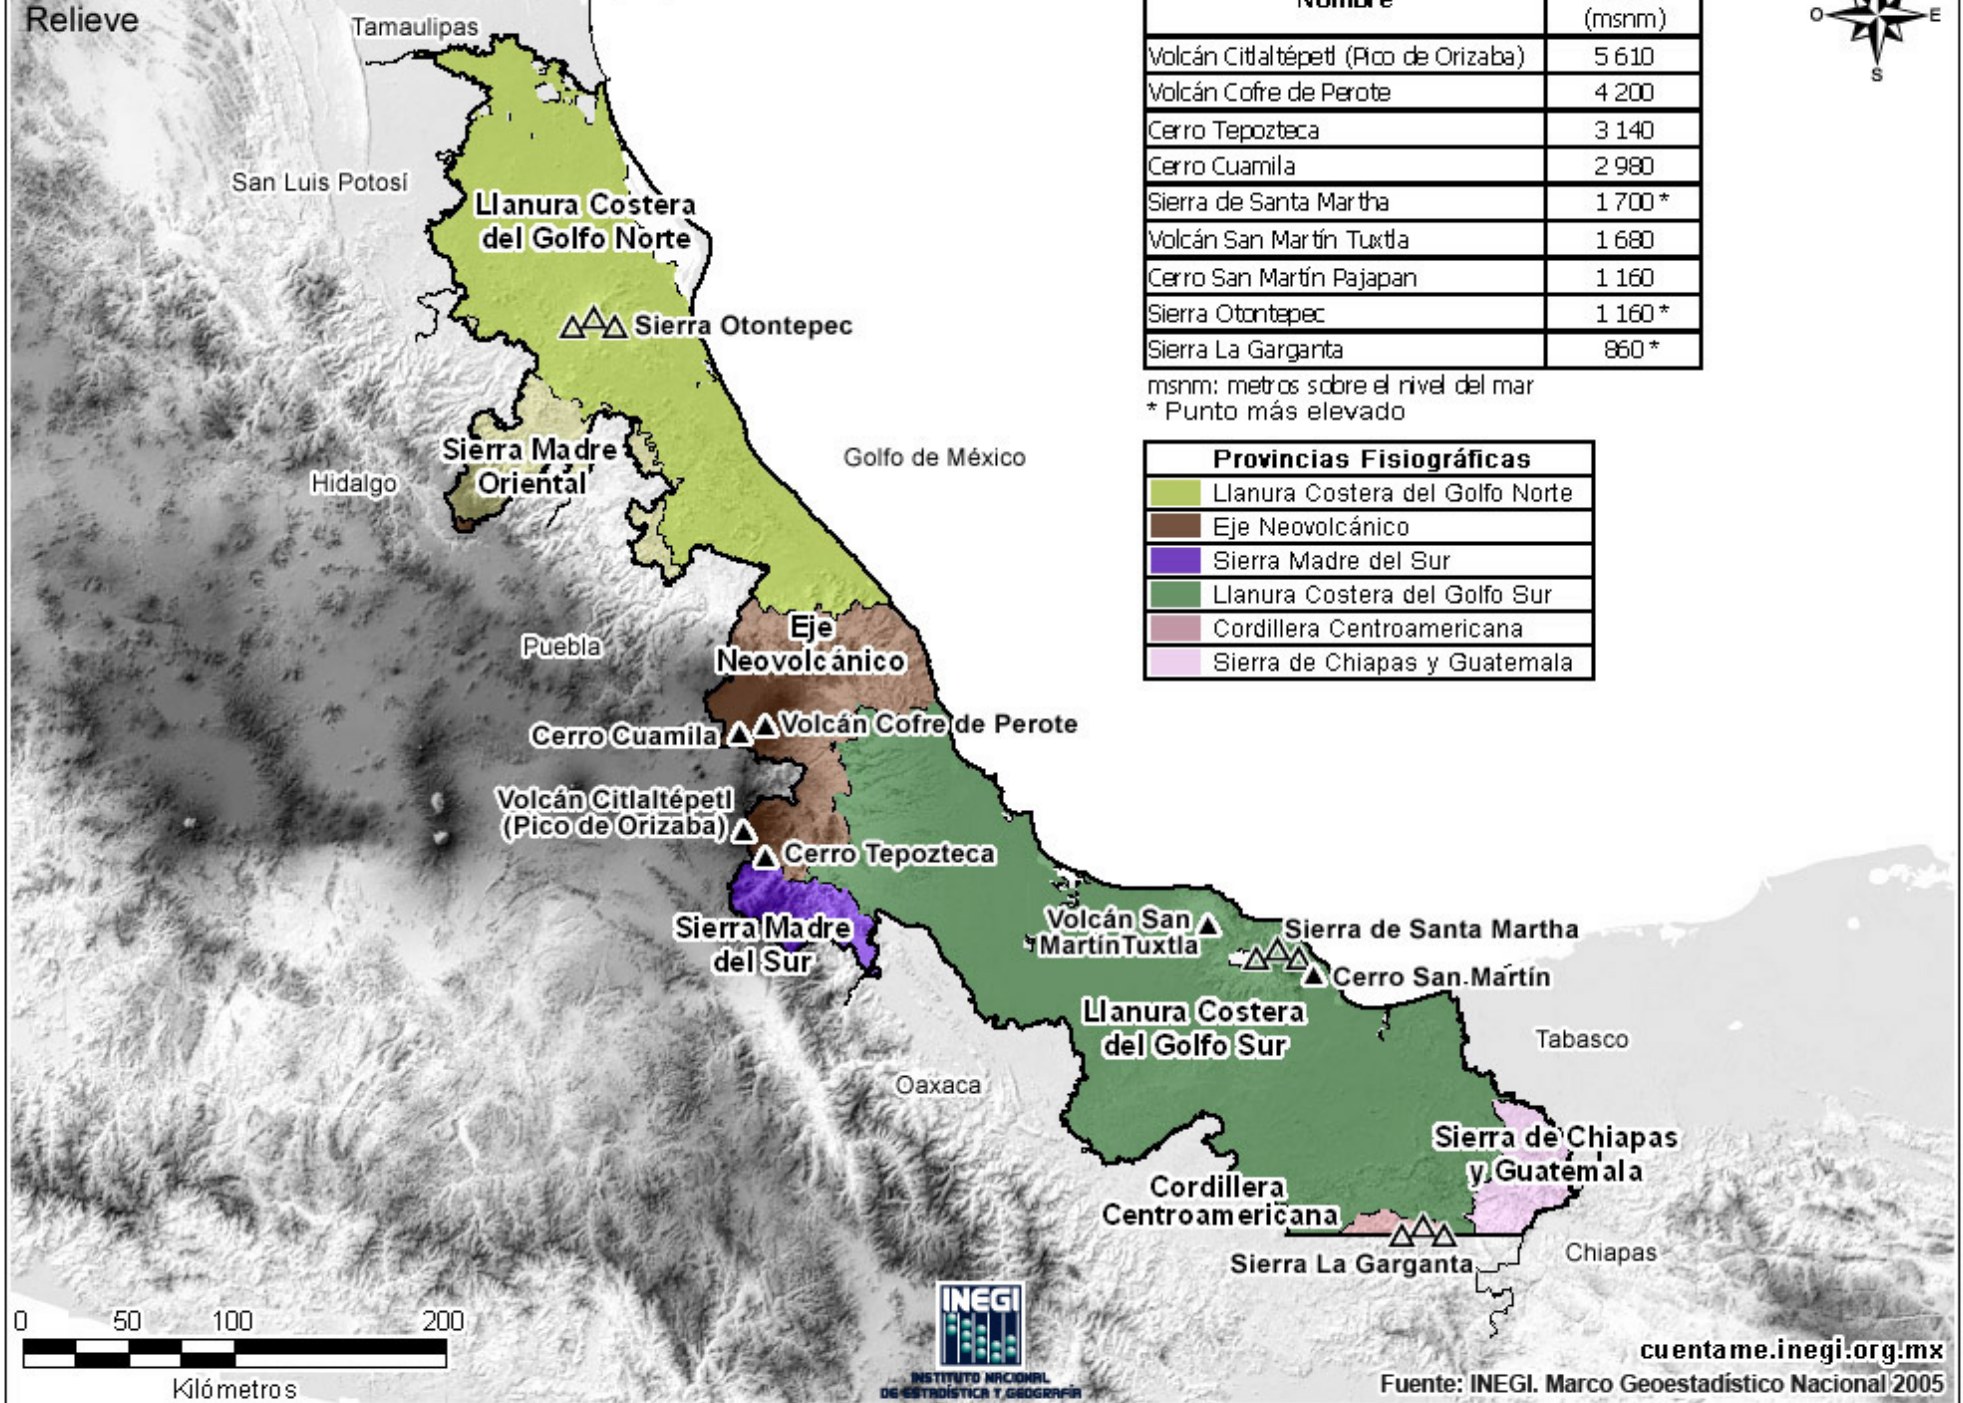 Relieve
Nombre
(msnm)
Volcán Citlaltépetl (Pico de Orizaba) 5 610
Volcán Cofre de Perote 4 200
Cerro Tepozteca 3 140
Cerro Cuamila 2 980
Sierra de Santa Martha 1 700 *
Volcán San Martín Tuxtla 1 680
Cerro San Martín Pajapan 1 160
Sierra Otontepec 1 160 *
Sierra La Garganta 860 *
msnm: metros sobre el nivel del mar
* Punto más elevado
O E
S
Provincias Fisiográficas
Llanura Costera del Golfo Norte
Eje Neovolcánico
Sierra Madre del Sur
Llanura Costera del Golfo Sur
Cordillera Centroamericana
Sierra de Chiapas y Guatemala
Tamaulipas
San Luis Potosí
Llanura Costera
del Golfo Norte
Sierra Otontepec
Sierra Madre
Oriental
Hidalgo
Golfo de México
Puebla
Eje
Neovolcánico
Cerro Cuamila
Volcán Cofre de Perote
Volcán Citlaltépetl
(Pico de Orizaba)
Cerro Tepozteca
Sierra Madre
del Sur
Volcán San
MartínTuxtla
Sierra de Santa Martha
Cerro San Martín
Llanura Costera
del Golfo Sur
Tabasco
Oaxaca
Sierra de Chiapas
y Guatemala
Cordillera
Centroamericana
Sierra La Garganta
Chiapas
0 50 100 200
Kilómetros
INEGI
INSTITUTO NACIONAL
DE ESTADÍSTICA Y GEOGRAFÍA
cuentame.inegi.org.mx
Fuente: INEGI. Marco Geoestadístico Nacional 2005